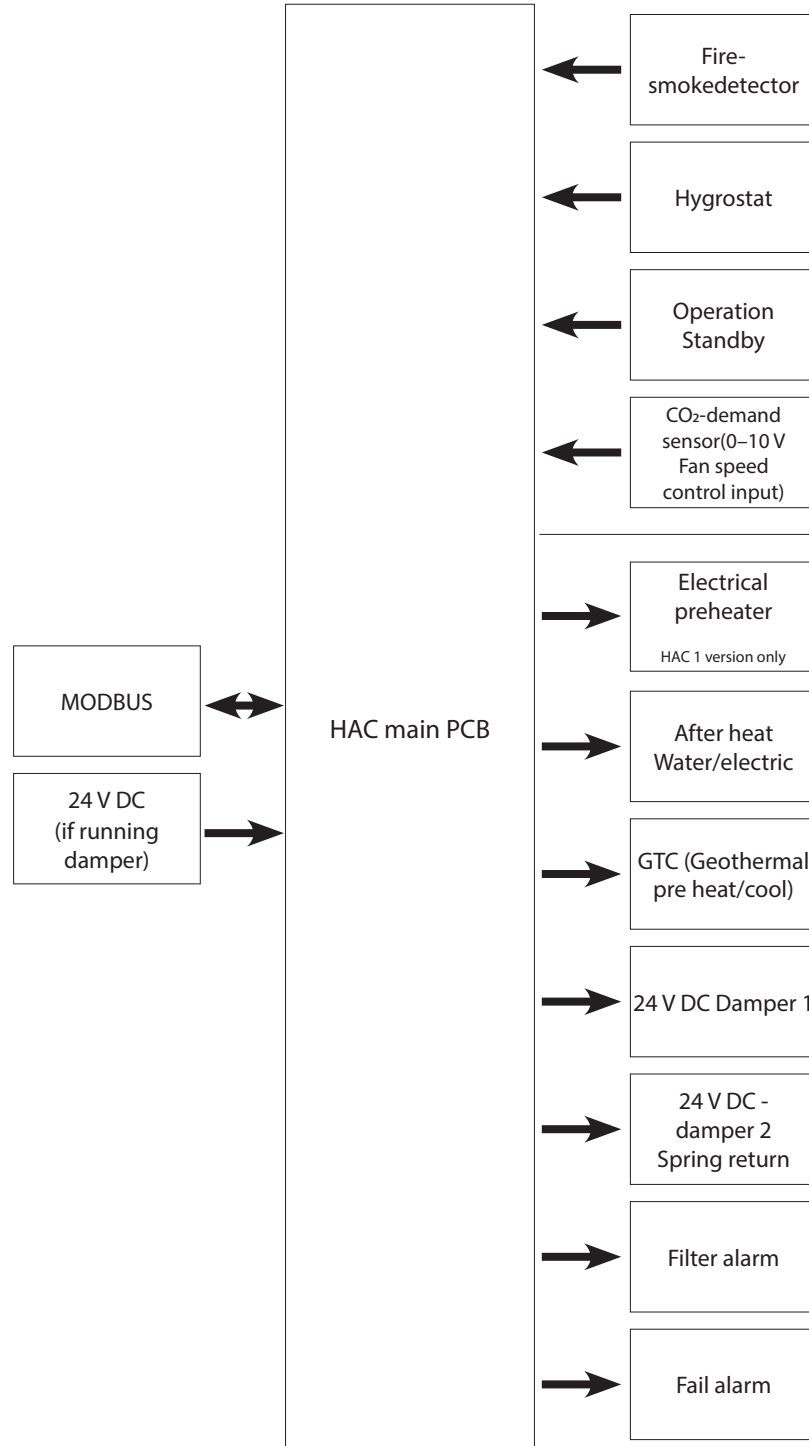 Fire-
smokedetector
Hygrostat
Operation
Standby
CO₂-demand
sensor(0–10 V
Fan speed
control input)
Electrical
preheater
HAC 1 version only
MODBUS
HAC main PCB
After heat
Water/electric
24 V DC
(if running
damper)
GTC (Geothermal
pre heat/cool)
24 V DC Damper 1
24 V DC -
damper 2
Spring return
Filter alarm
Fail alarm